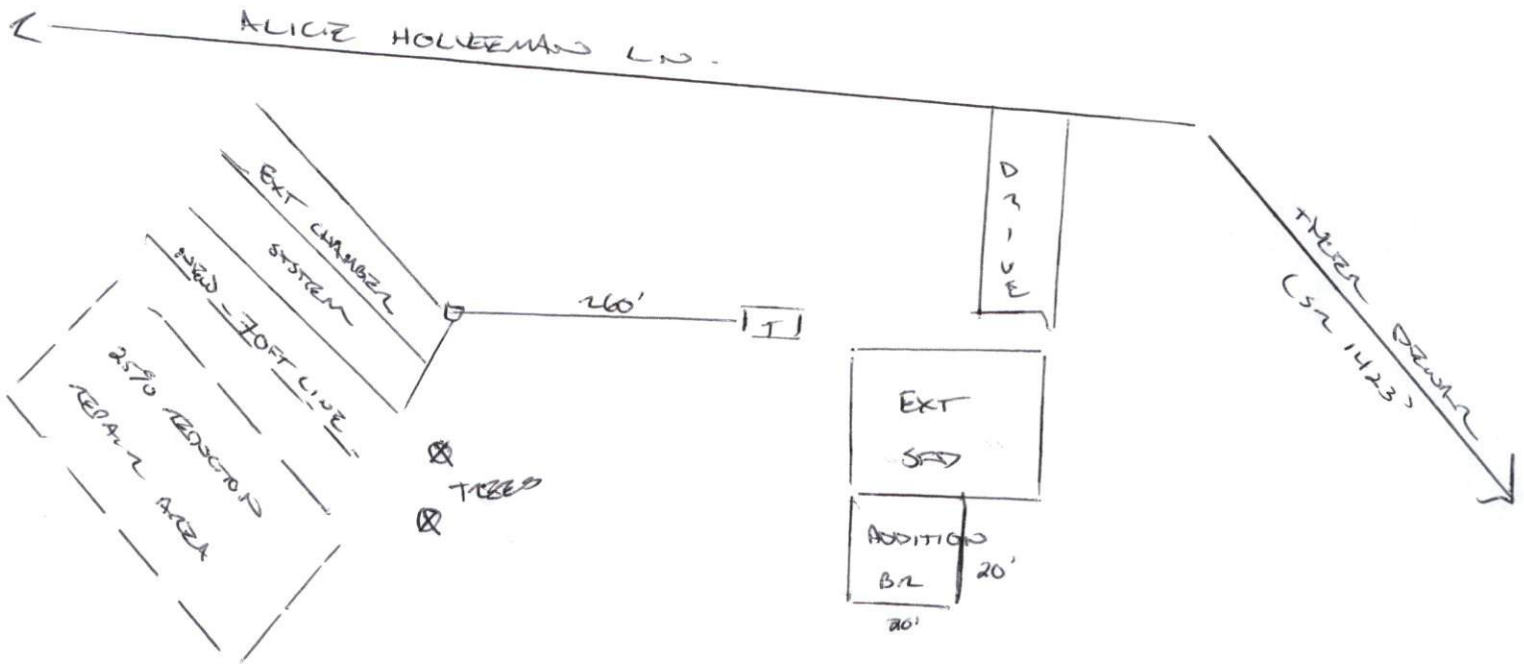 ALICE HOLLEEMAN LN.
DRIVE
EXT CHAMBER
SYSTEM
NEW - 70FT LINE
25% REDUCTION
REPAIR AREA
260'
T
TREES
EXT
SFD
ADDITION
BR
20'
20'
(SR 1423)